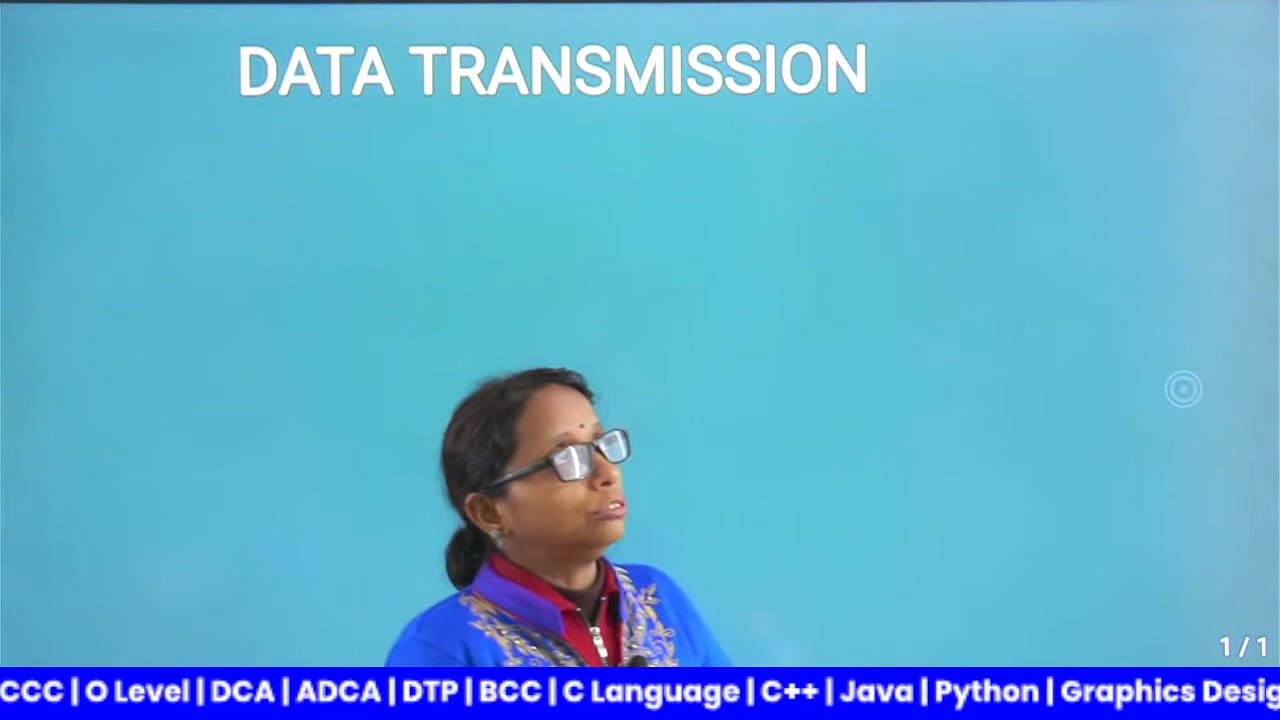 DATA TRANSMISSION
1 / 1
CCC | O Level | DCA | ADCA | DTP | BCC | C Language | C++ | Java | Python | Graphics Desig